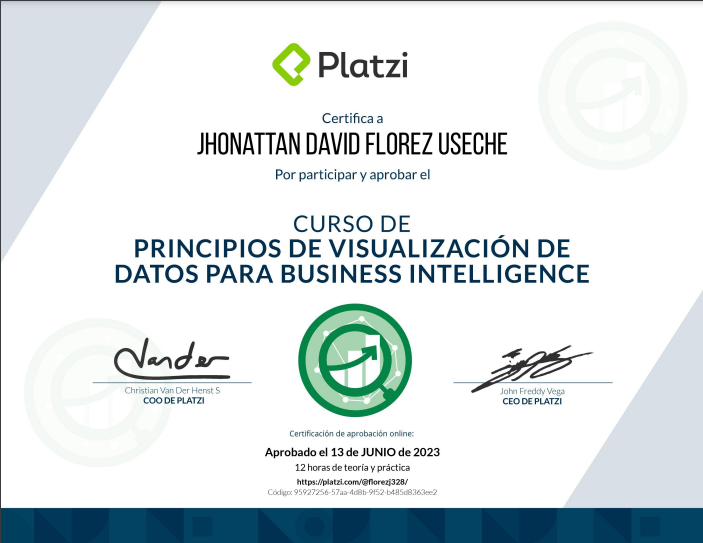 Platzi
Certifica a
JHONATTAN DAVID FLOREZ USECHE
Por participar y aprobar el
CURSO DE
PRINCIPIOS DE VISUALIZACIÓN DE
DATOS PARA BUSINESS INTELLIGENCE
Vander
Christian Van Der Henst S
COO DE PLATZI
John Freddy Vega
CEO DE PLATZI
Certificación de aprobación online:
Aprobado el 13 de JUNIO de 2023
12 horas de teoría y práctica
https://platzi.com/@florezj328/
Código: 95927256-57aa-4d8b-9f52-b485d8363ee2